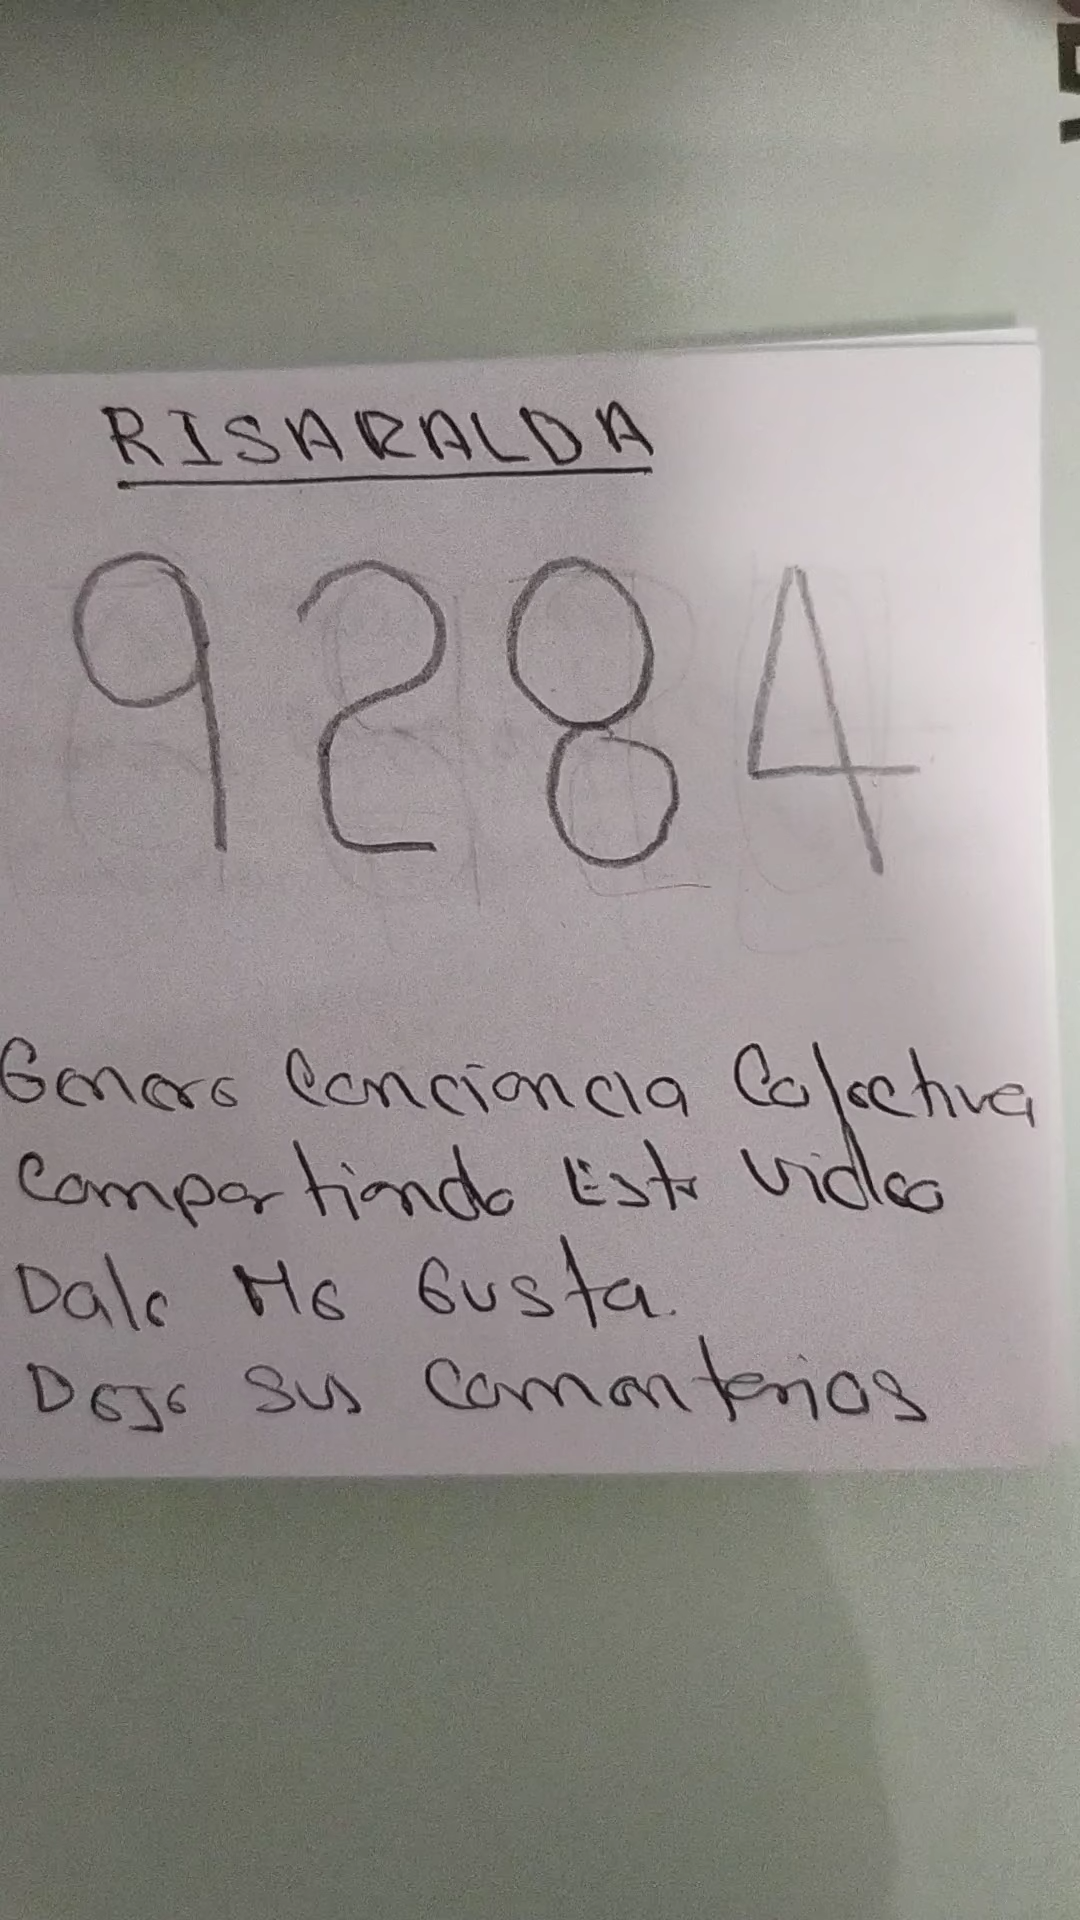 RISARALDA
9284
Genere Conciencia Colectiva
Compartiendo Este video
Dale Me Gusta.
Deje sus comentarios